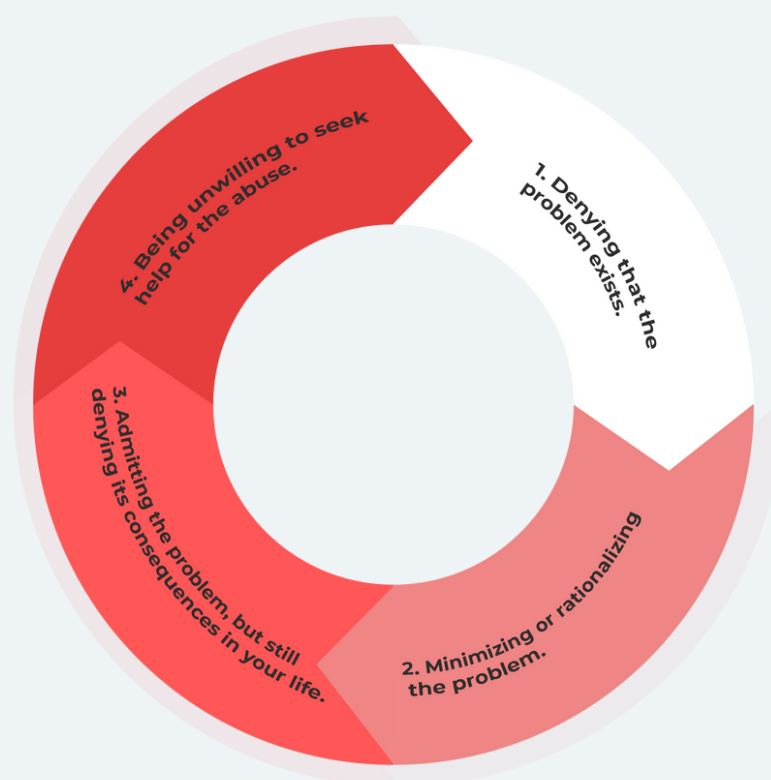 1. Denying that the
problem exists.
2. Minimizing or rationalizing
the problem.
3. Admitting the problem, but still
denying its consequences in your life.
4. Being unwilling to seek
help for the abuse.